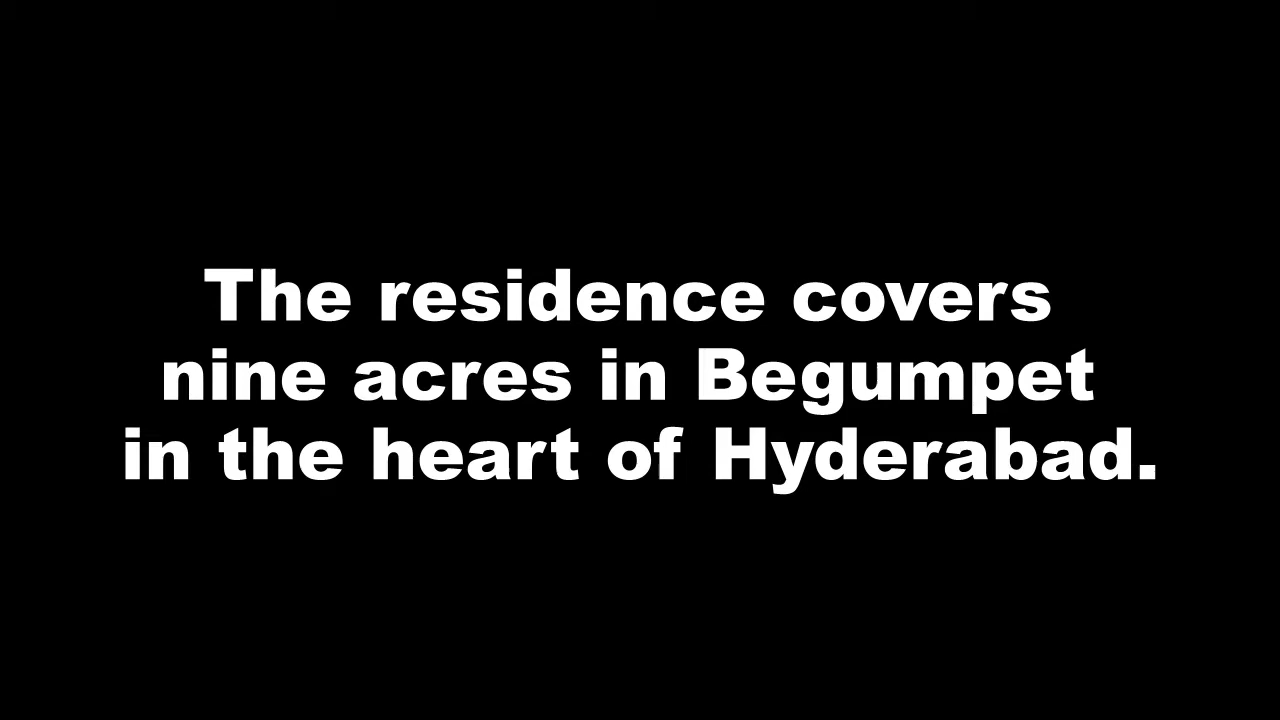 The residence covers
nine acres in Begumpet
in the heart of Hyderabad.